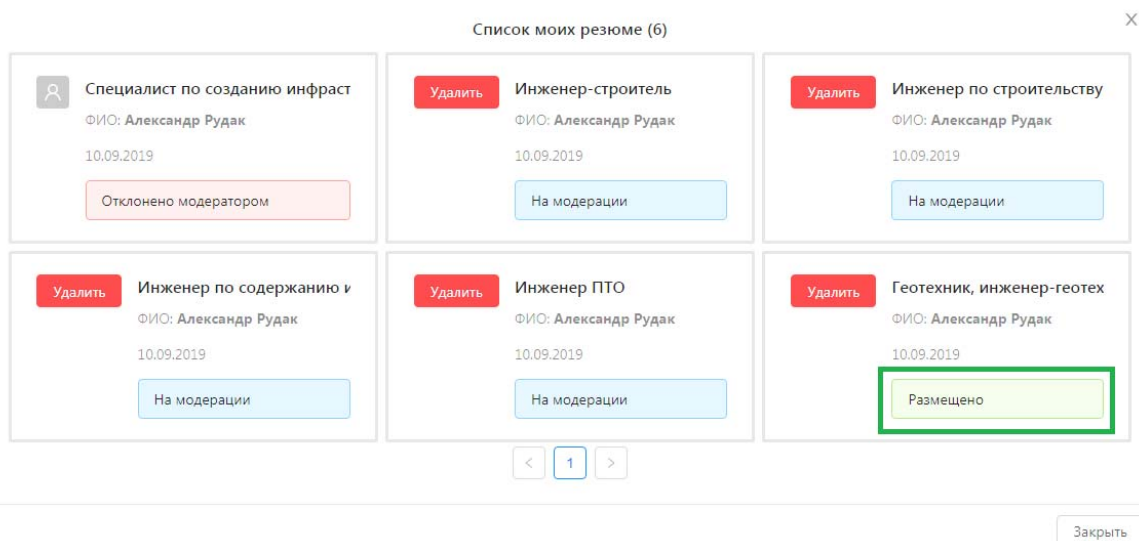 Список моих резюме (6)
Специалист по созданию инфраст
ФИО: Александр Рудак
10.09.2019
Отклонено модератором
Удалить
Инженер-строитель
ФИО: Александр Рудак
10.09.2019
На модерации
Удалить
Инженер по строительству
ФИО: Александр Рудак
10.09.2019
На модерации
Удалить
Инженер по содержанию и
ФИО: Александр Рудак
10.09.2019
На модерации
Удалить
Инженер ПТО
ФИО: Александр Рудак
10.09.2019
На модерации
Удалить
Геотехник, инженер-геотех
ФИО: Александр Рудак
10.09.2019
Размещено
< 1 >
Закрыть